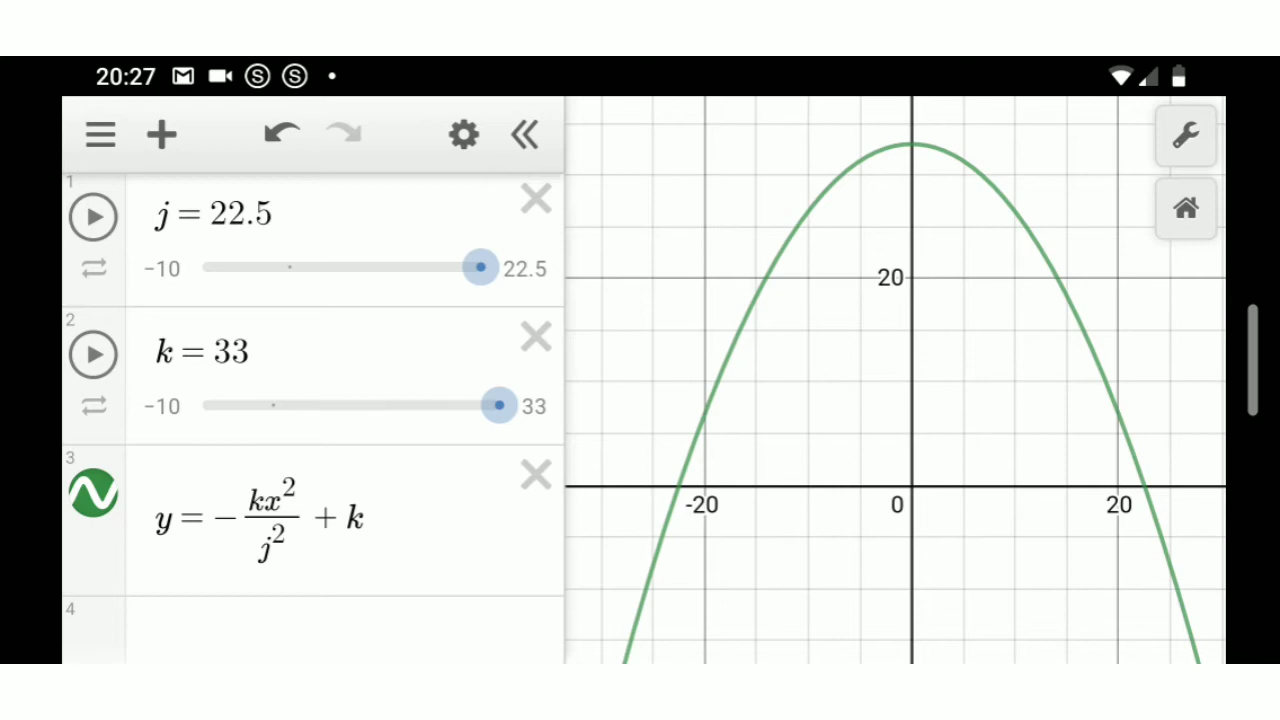 20:27 M S S
1
j = 22.5
-10 22.5
2
k = 33
-10 33
3
y = - kx^2 / j^2 + k
4
20
-20 0 20